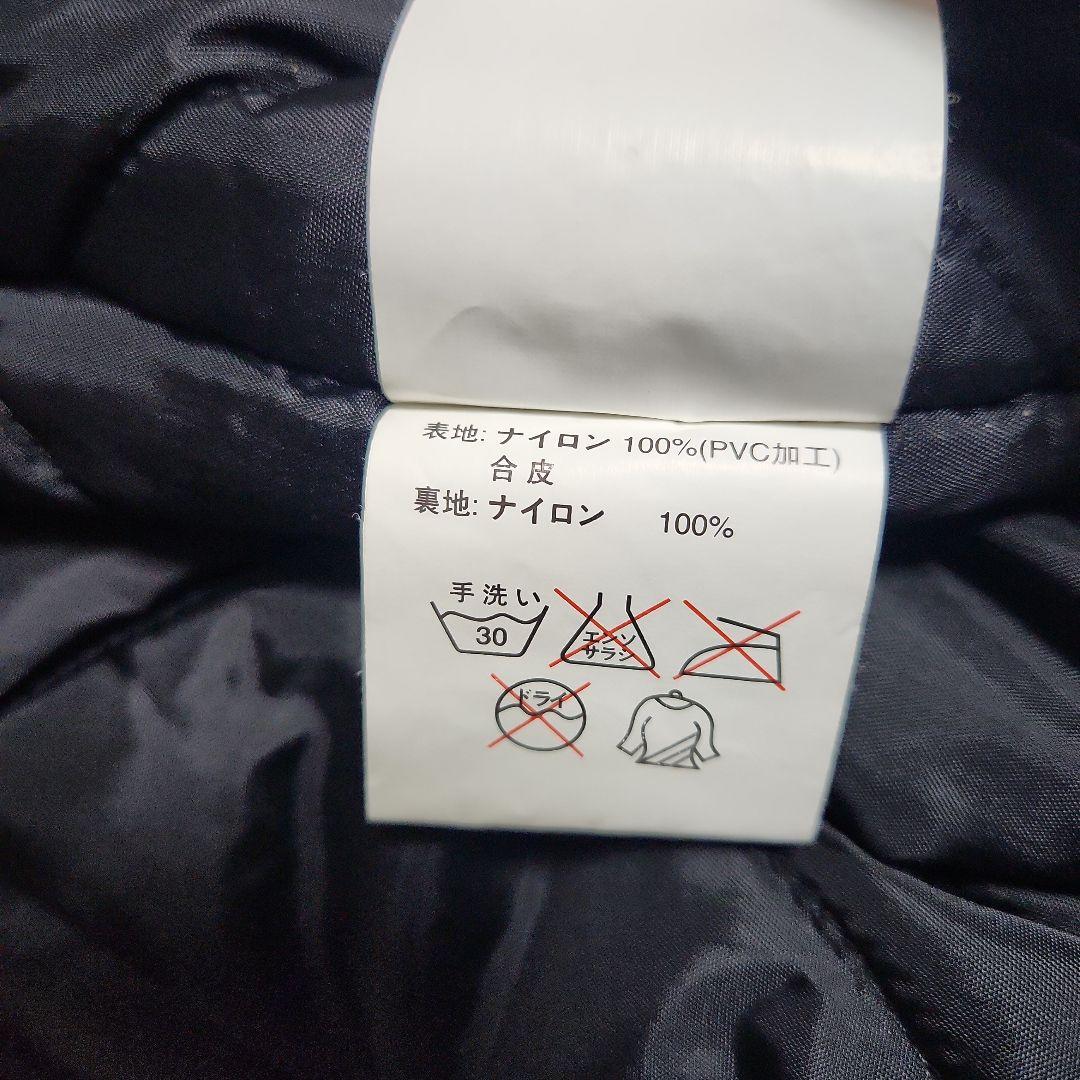 表地: ナイロン 100%(PVC加工)
合皮
裏地: ナイロン 100%
手洗い
30
エンソ
サラシ
ドライ